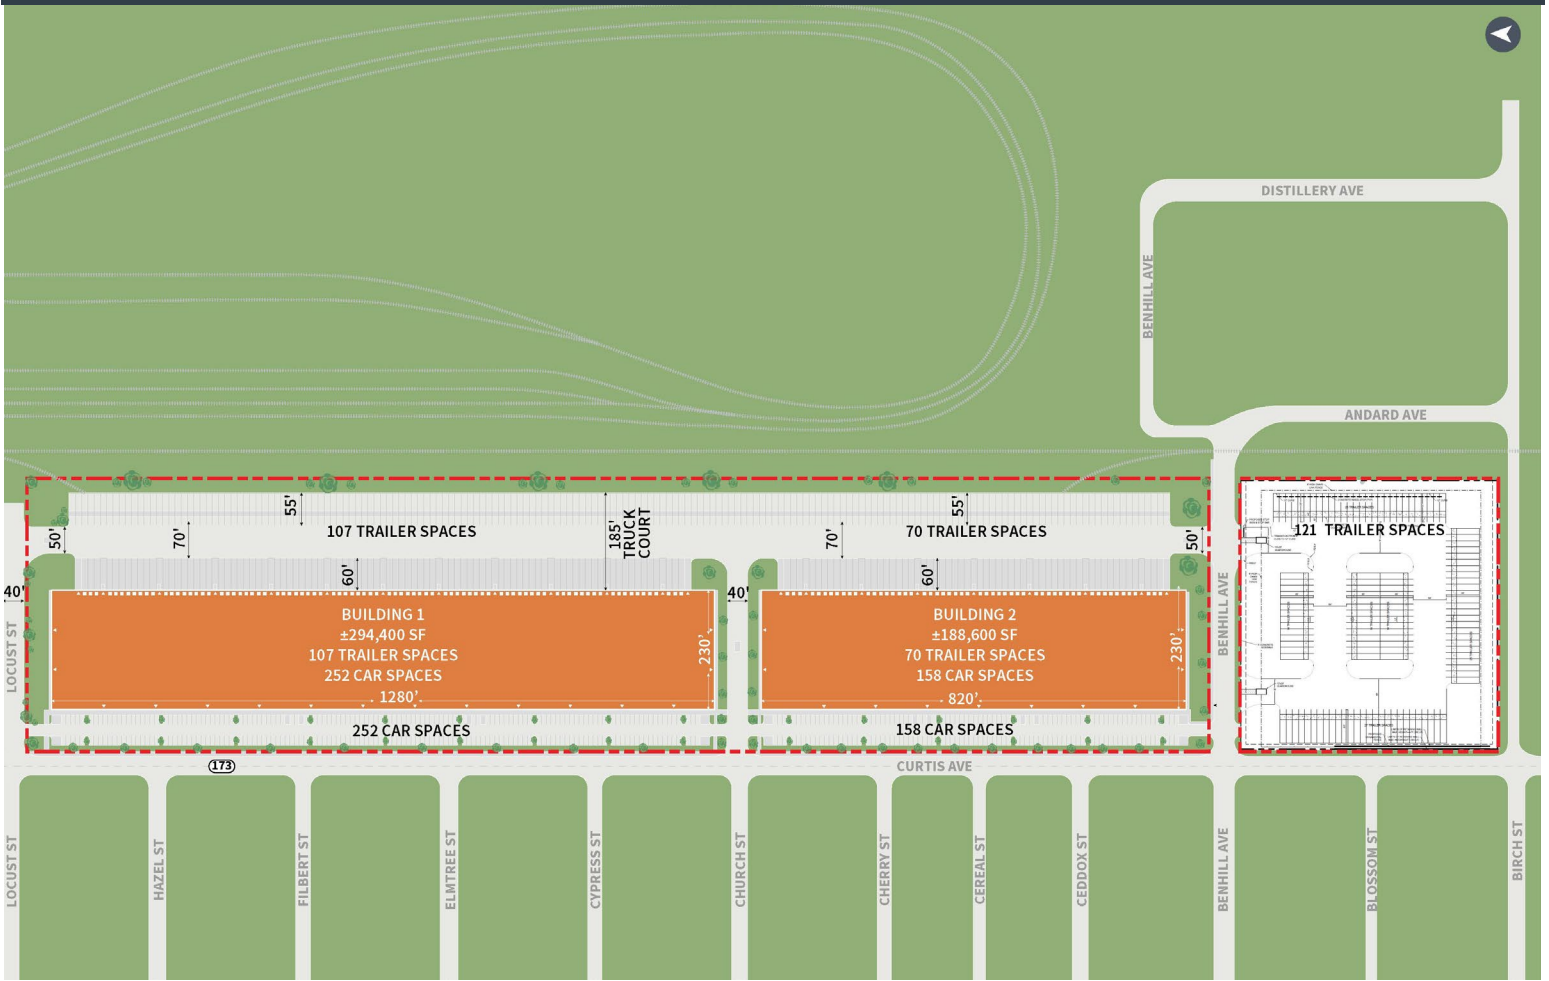 DISTILLERY AVE
BENHILL AVE
ANDARD AVE
55'
107 TRAILER SPACES
185'
TRUCK
COURT
50'
70'
60'
40'
55'
70 TRAILER SPACES
70'
60'
50'
40'
121 TRAILER SPACES
BUILDING 1
±294,400 SF
107 TRAILER SPACES
252 CAR SPACES
1280'
230'
BUILDING 2
±188,600 SF
70 TRAILER SPACES
158 CAR SPACES
820'
230'
LOCUST ST
BENHILL AVE
252 CAR SPACES
158 CAR SPACES
173
CURTIS AVE
LOCUST ST
HAZEL ST
FILBERT ST
ELMTREE ST
CYPRESS ST
CHURCH ST
CHERRY ST
CEREAL ST
CEDDOX ST
BENHILL AVE
BLOSSOM ST
BIRCH ST